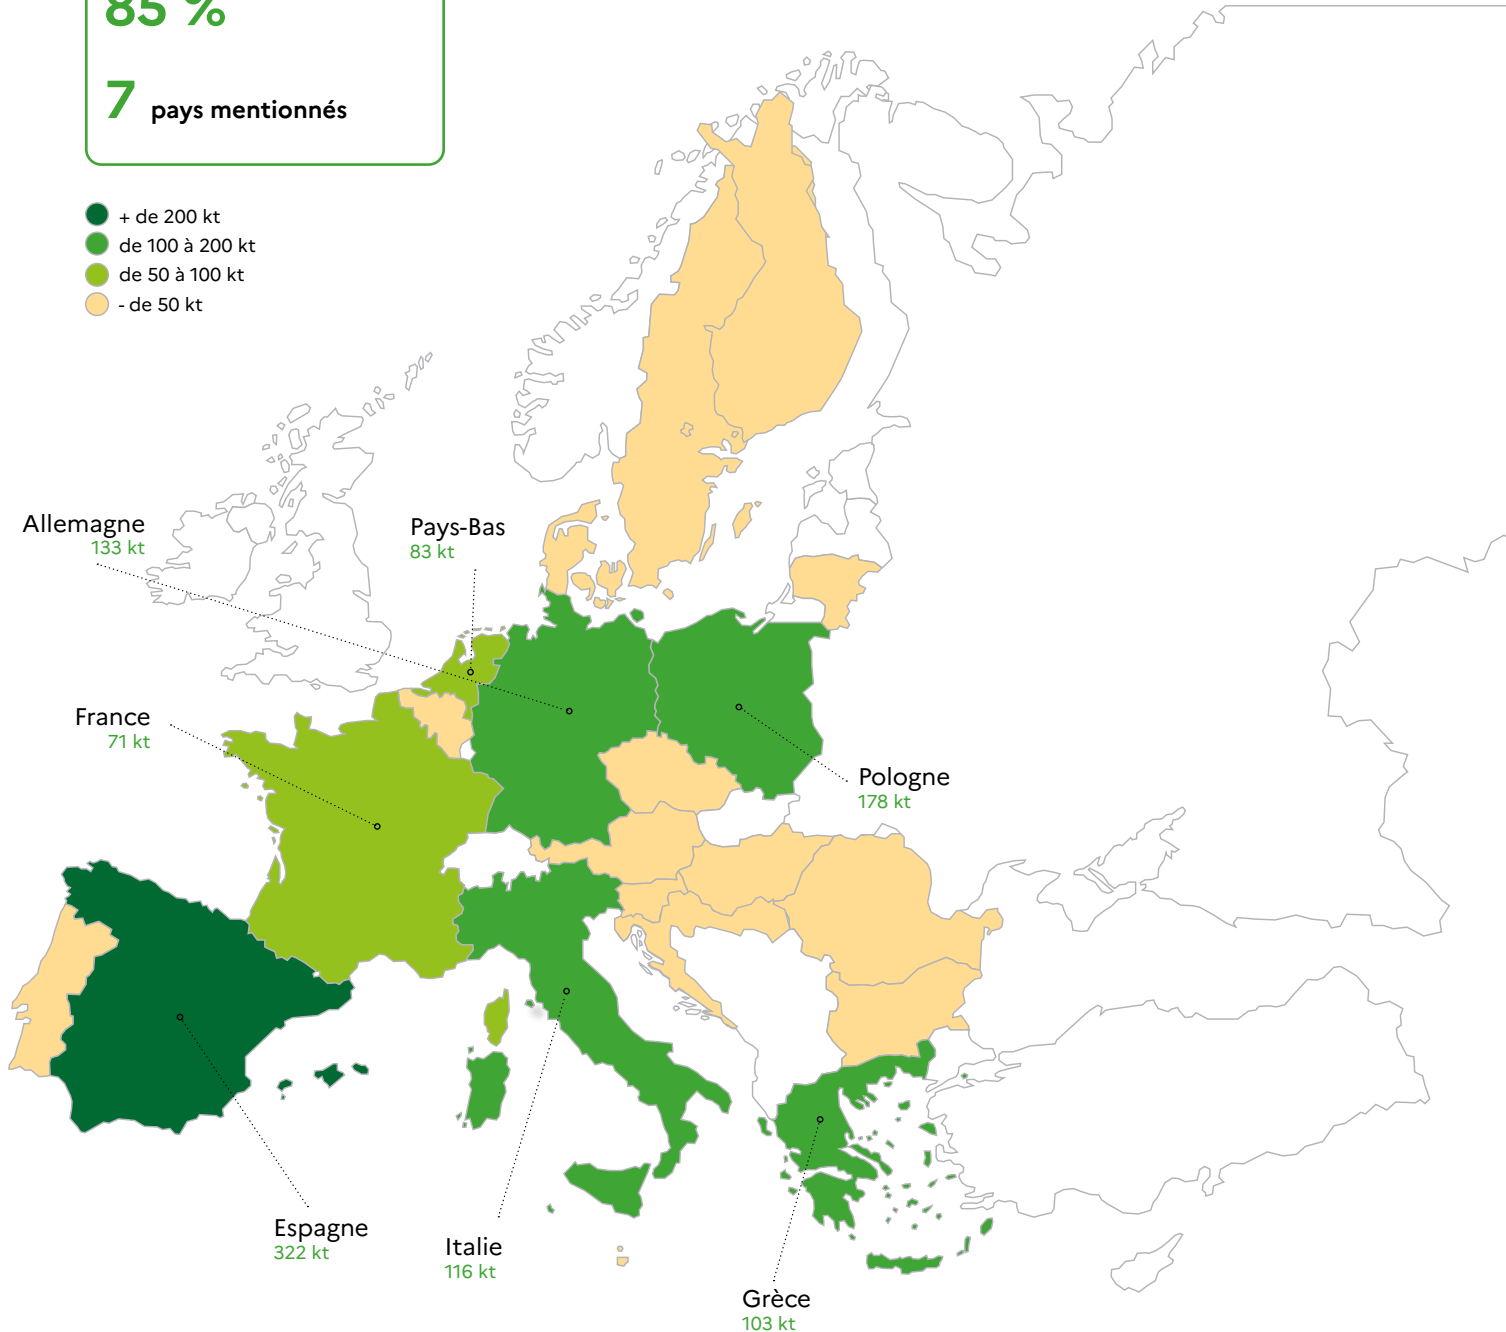 85 %
7 pays mentionnés
+ de 200 kt
de 100 à 200 kt
de 50 à 100 kt
- de 50 kt
Allemagne
133 kt
Pays-Bas
83 kt
France
71 kt
Pologne
178 kt
Espagne
322 kt
Italie
116 kt
Grèce
103 kt